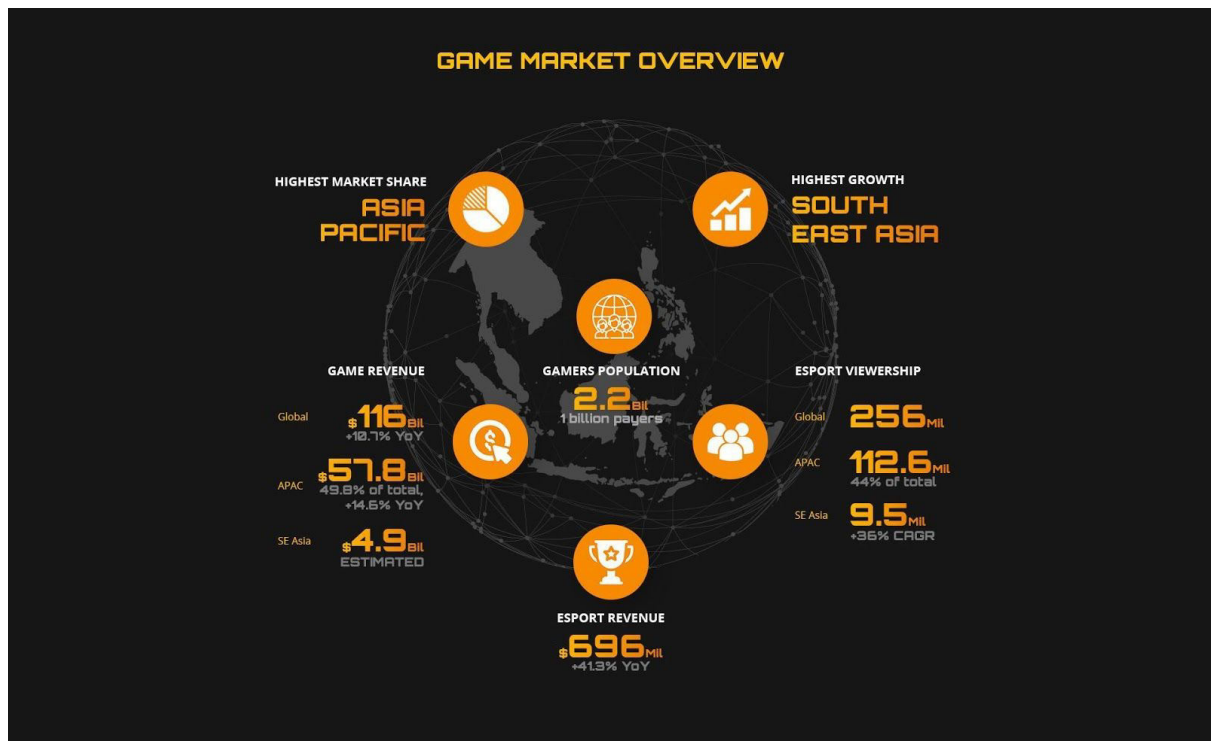 GAME MARKET OVERVIEW
HIGHEST MARKET SHARE
ASIA
PACIFIC
HIGHEST GROWTH
SOUTH
EAST ASIA
GAME REVENUE
Global
$116Bil
+10.7% YoY
APAC
$57.8Bil
49.8% of total,
+14.6% YoY
SE Asia
$4.9Bil
ESTIMATED
GAMERS POPULATION
2.2Bil
1 billion payers
ESPORT VIEWERSHIP
Global
256Mil
APAC
112.6Mil
44% of total
SE Asia
9.5Mil
+36% CAGR
ESPORT REVENUE
$696Mil
+41.3% YoY